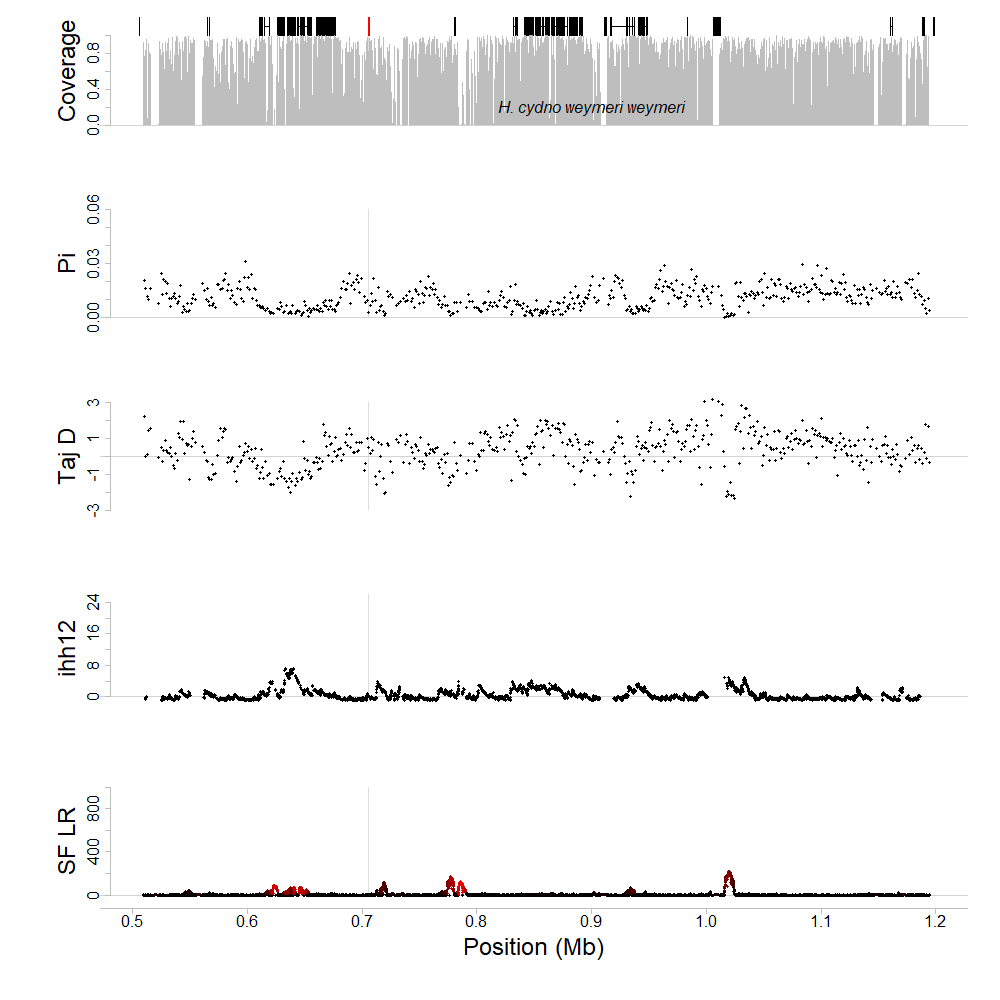 Coverage
0.0 0.4 0.8
H. cydno weymeri weymeri
Pi
0.00 0.03 0.06
Taj D
-3 -1 1 3
ihh12
0 8 16 24
SF LR
0 400 800
0.5 0.6 0.7 0.8 0.9 1.0 1.1 1.2
Position (Mb)